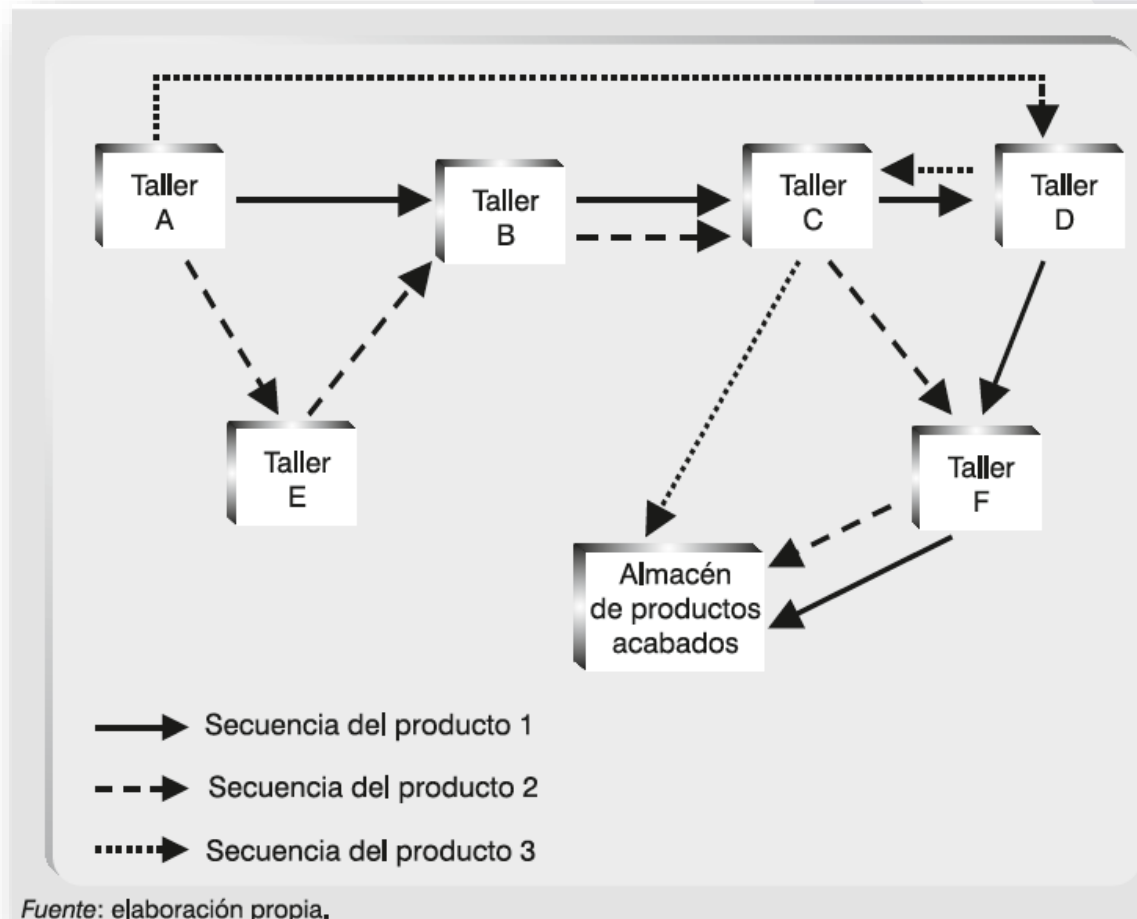 Taller
A
Taller
B
Taller
C
Taller
D
Taller
E
Taller
F
Almacén
de productos
acabados
Secuencia del producto 1
Secuencia del producto 2
Secuencia del producto 3
Fuente: elaboración propia.